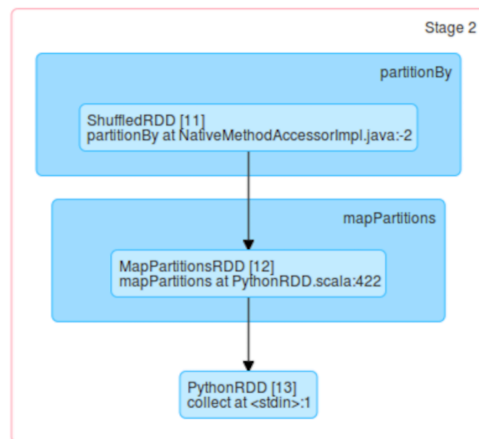 Stage 2
partitionBy
ShuffledRDD [11]
partitionBy at NativeMethodAccessorImpl.java:-2
mapPartitions
MapPartitionsRDD [12]
mapPartitions at PythonRDD.scala:422
PythonRDD [13]
collect at <stdin>:1